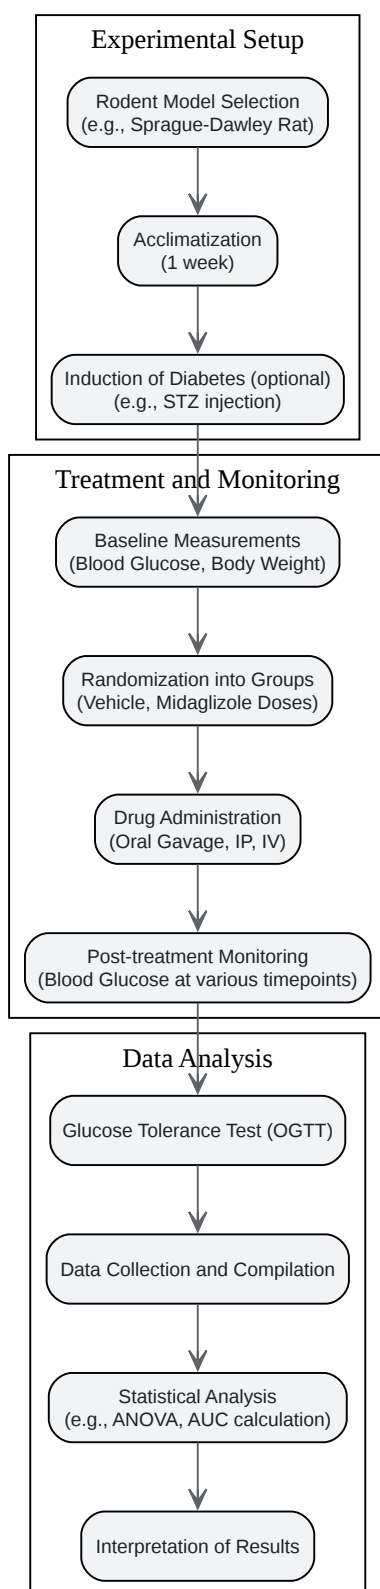 Experimental Setup
Rodent Model Selection
(e.g., Sprague-Dawley Rat)
Acclimatization
(1 week)
Induction of Diabetes (optional)
(e.g., STZ injection)
Treatment and Monitoring
Baseline Measurements
(Blood Glucose, Body Weight)
Randomization into Groups
(Vehicle, Midaglizole Doses)
Drug Administration
(Oral Gavage, IP, IV)
Post-treatment Monitoring
(Blood Glucose at various timepoints)
Data Analysis
Glucose Tolerance Test (OGTT)
Data Collection and Compilation
Statistical Analysis
(e.g., ANOVA, AUC calculation)
Interpretation of Results